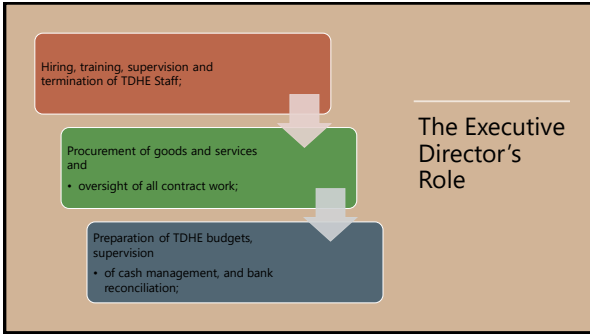 Hiring, training, supervision and
termination of TDHE Staff;
Procurement of goods and services
and
• oversight of all contract work;
Preparation of TDHE budgets,
supervision
• of cash management, and bank
reconciliation;
The Executive
Director’s
Role